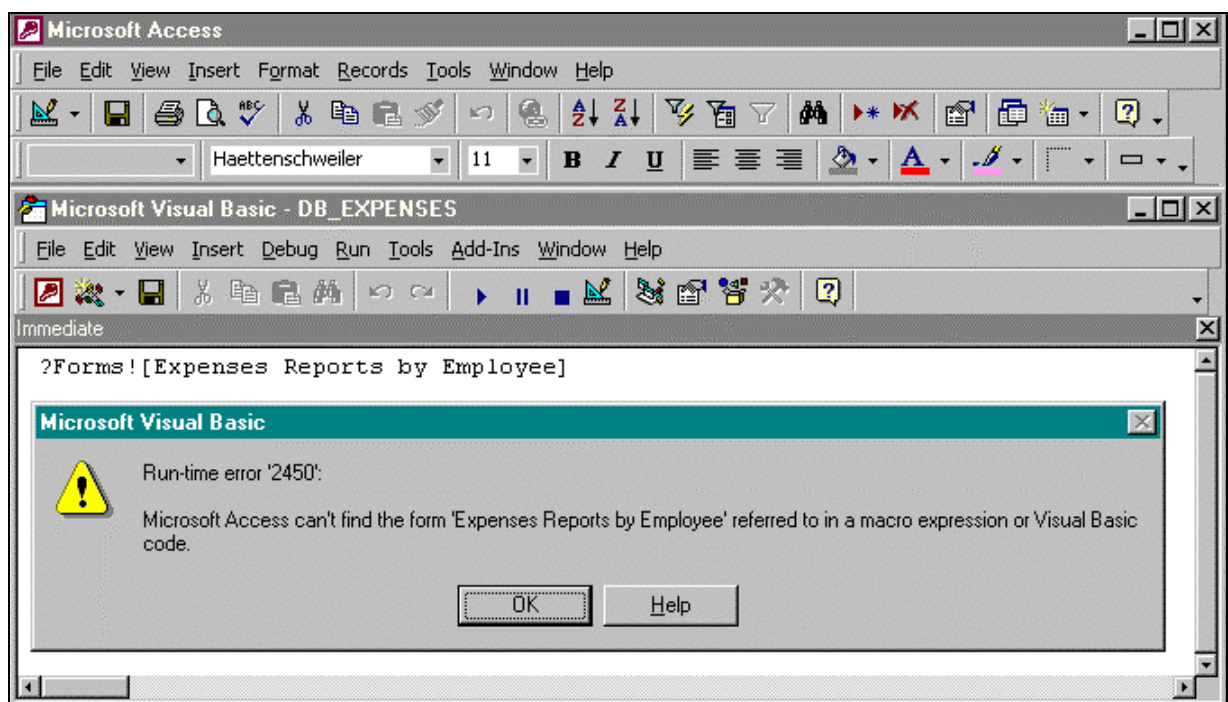 Microsoft Access
File Edit View Insert Format Records Tools Window Help
ABC A Z Z A
Haettenschweiler 11 B I U A
Microsoft Visual Basic - DB_EXPENSES
File Edit View Insert Debug Run Tools Add-Ins Window Help
Immediate
?Forms![Expenses Reports by Employee]
Microsoft Visual Basic
Run-time error '2450':
Microsoft Access can't find the form 'Expenses Reports by Employee' referred to in a macro expression or Visual Basic
code.
OK Help